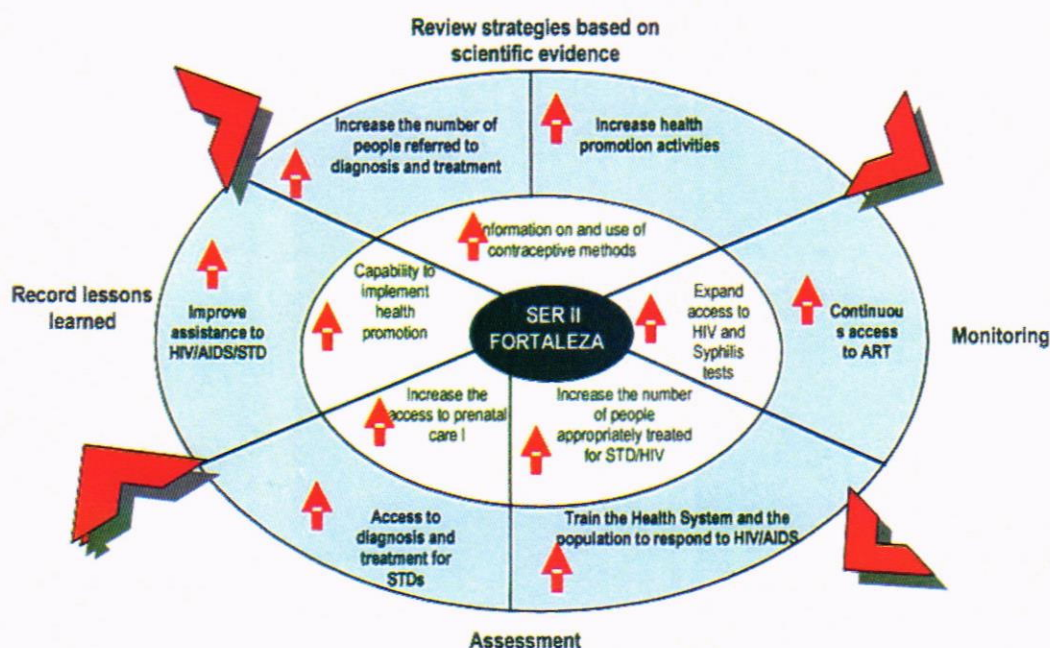 Review strategies based on
scientific evidence
Increase the number of
people referred to
diagnosis and treatment
Increase health
promotion activities
Information on and use of
contraceptive methods
Capability to
implement
health
promotion
Record lessons
learned
Improve
assistance to
HIV/AIDS/STD
SER II
FORTALEZA
Expand
access to
HIV and
Syphilis
tests
Continuou
s access
to ART
Monitoring
Increase the
access to prenatal
care I
Increase the number
of people
appropriately treated
for STD/HIV
Access to
diagnosis and
treatment for
STDs
Train the Health System and the
population to respond to HIV/AIDS
Assessment